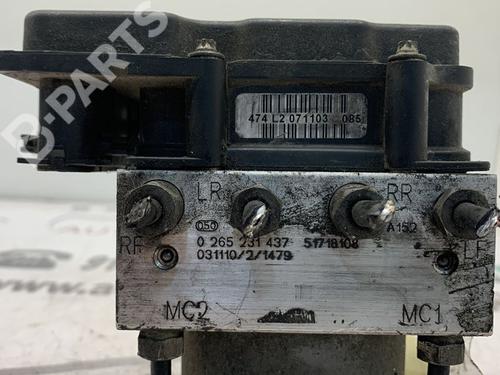 B-PARTS
474 L2 071103 085
LR RR
A152
RF 0 265 231 437 51718108 LF
031110/2/1479
MC2 MC1